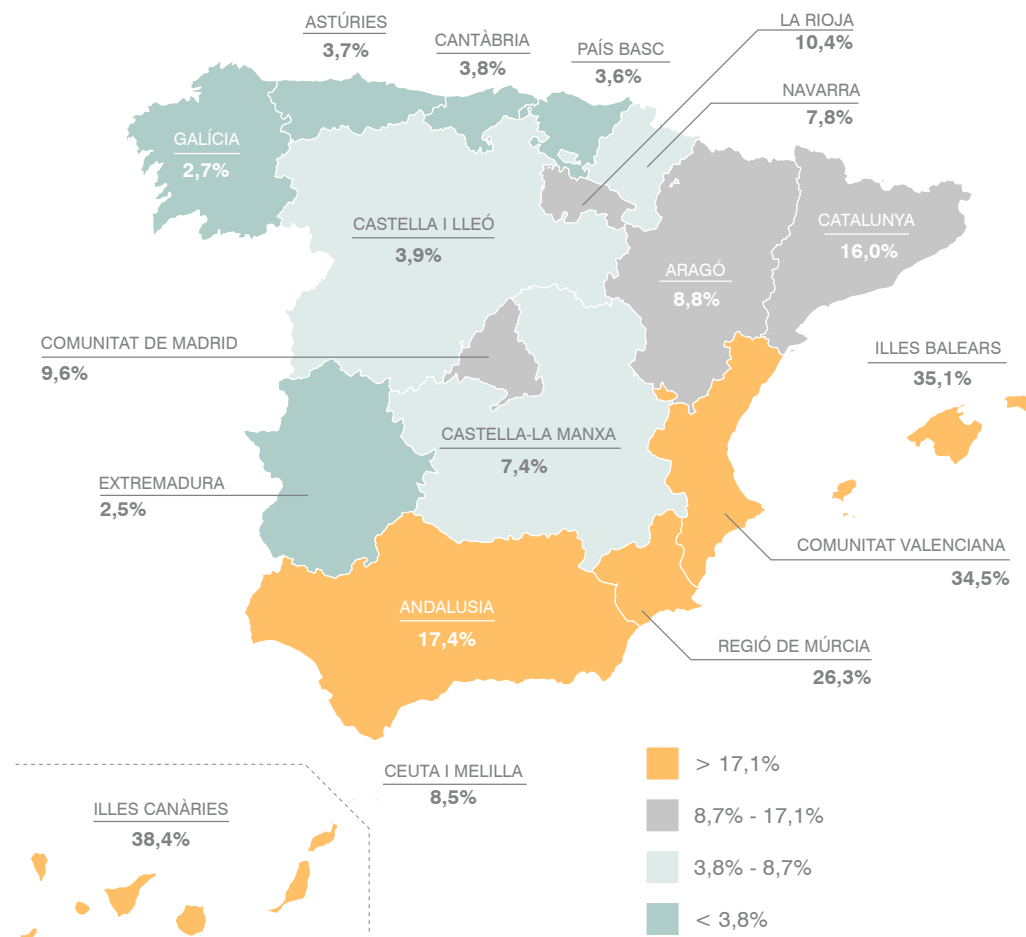 LA RIOJA
10,4%
ASTÚRIES
3,7%
CANTÀBRIA
3,8%
PAÍS BASC
3,6%
NAVARRA
7,8%
GALÍCIA
2,7%
CASTELLA I LLEÓ
3,9%
CATALUNYA
16,0%
ARAGÓ
8,8%
COMUNITAT DE MADRID
9,6%
ILLES BALEARS
35,1%
CASTELLA-LA MANXA
7,4%
EXTREMADURA
2,5%
COMUNITAT VALENCIANA
34,5%
ANDALUSIA
17,4%
REGIÓ DE MÚRCIA
26,3%
CEUTA I MELILLA
8,5%
ILLES CANÀRIES
38,4%
> 17,1%
8,7% - 17,1%
3,8% - 8,7%
< 3,8%